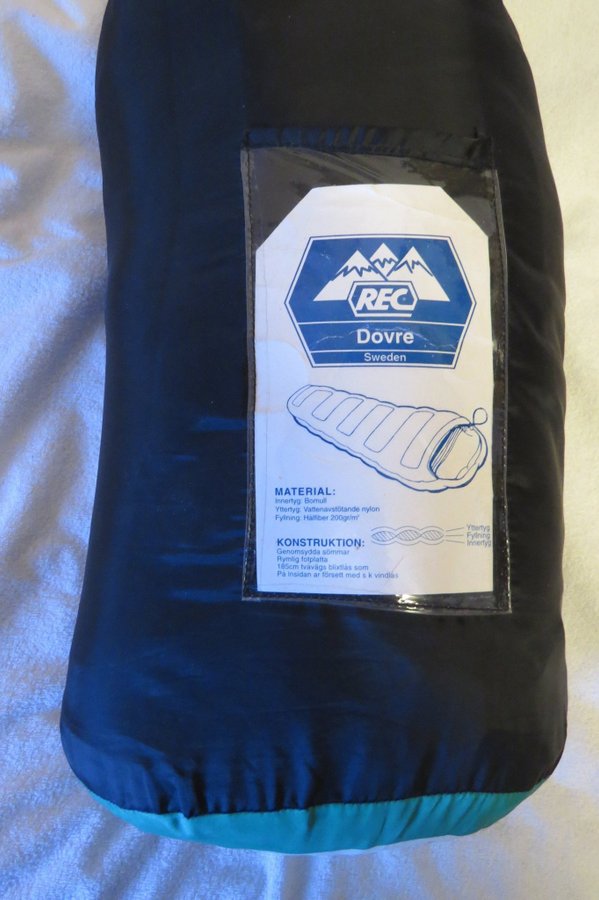 REC
Dovre
Sweden
MATERIAL:
Innertyg: Bomull
Yttertyg: Vattenavstötande nylon
Fyllning: Hålfiber 200gr/m²
KONSTRUKTION:
Genomsydda sömmar
Rymlig fotplatta
185cm tvåvägs blixtlås som
På insidan är försett med s k vindlås
Yttertyg
Fyllning
Innertyg